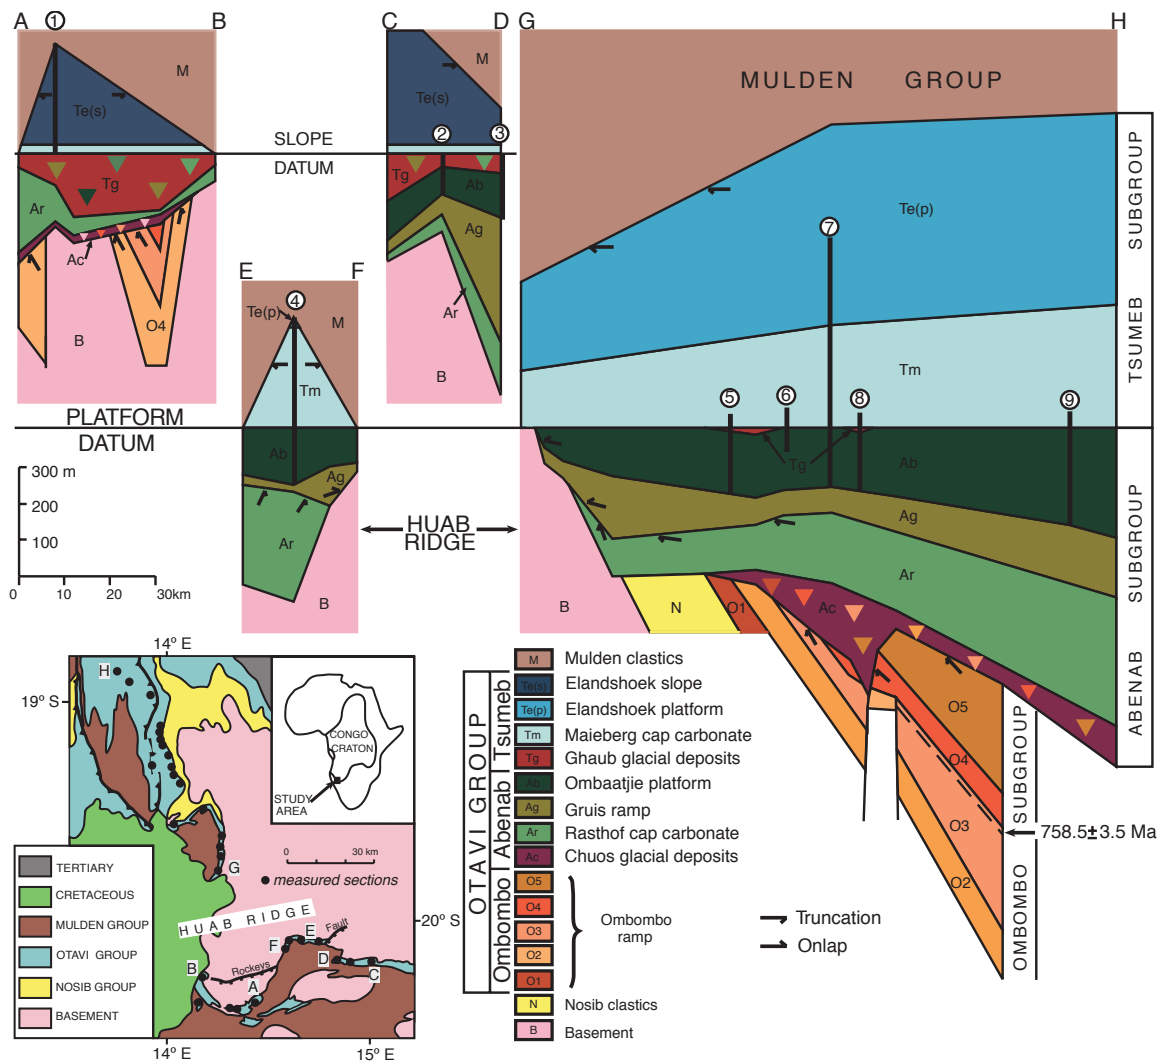 A
1
B
C
D
G
H
M
Te(s)
M
Te(s)
2
3
MULDEN GROUP
SLOPE
DATUM
Tg
Ar
Ac
O4
B
Tg
Ab
Ag
Ar
B
E
F
4
Te(p)
M
Tm
Ab
Ag
Ar
B
Te(p)
7
Tm
5
6
8
9
Tg
Ab
Ag
Ar
Ac
B
N
O1
O5
O4
O3
O2
TSUMEB SUBGROUP
ABENAB SUBGROUP
OMBOMBO SUBGROUP
758.5±3.5 Ma
PLATFORM
DATUM
300 m
200
100
0 10 20 30km
HUAB
RIDGE
14º E
19º S
H
G
CONGO
CRATON
STUDY
AREA
0 30 km
measured sections
HUAB RIDGE
20º S
Fault
Rockeys
F
E
D
C
B
A
14º E
15º E
TERTIARY
CRETACEOUS
MULDEN GROUP
OTAVI GROUP
NOSIB GROUP
BASEMENT
OTAVI GROUP
Tsumeb
Abenab
Ombombo
M Mulden clastics
Te(s) Elandshoek slope
Te(p) Elandshoek platform
Tm Maieberg cap carbonate
Tg Ghaub glacial deposits
Ab Ombaatjie platform
Ag Gruis ramp
Ar Rasthof cap carbonate
Ac Chuos glacial deposits
O5
O4
O3
O2
O1
Ombombo
ramp
N Nosib clastics
B Basement
Truncation
Onlap